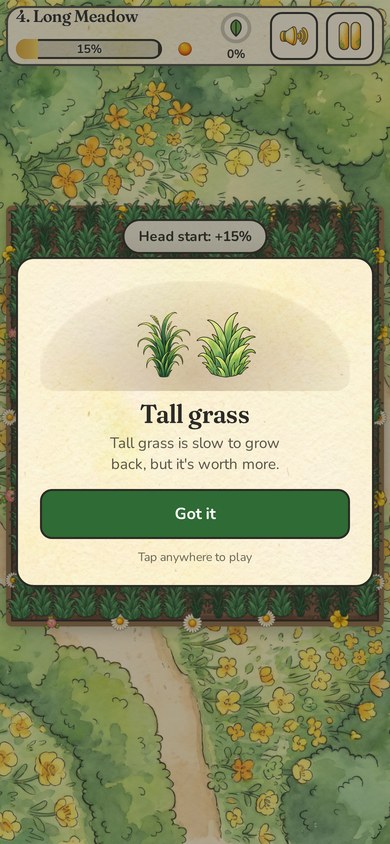 4. Long Meadow
15%
0%
Head start: +15%
Tall grass
Tall grass is slow to grow
back, but it's worth more.
Got it
Tap anywhere to play